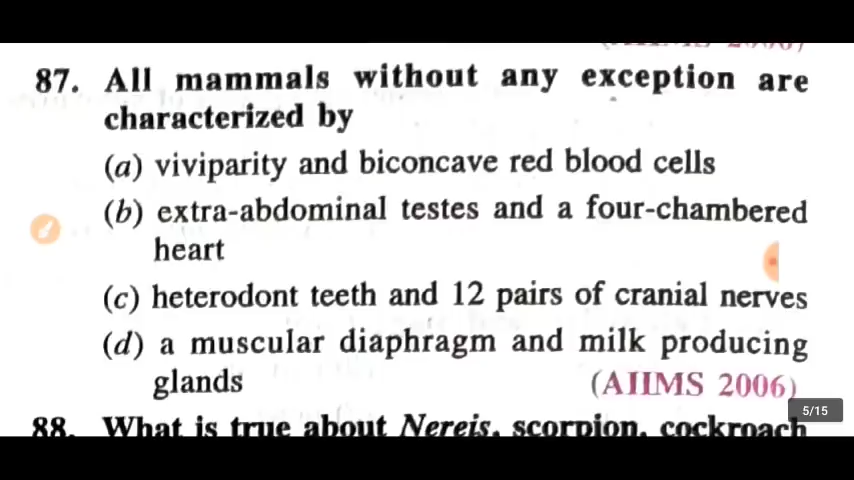 87. All mammals without any exception are
characterized by
(a) viviparity and biconcave red blood cells
(b) extra-abdominal testes and a four-chambered
heart
(c) heterodont teeth and 12 pairs of cranial nerves
(d) a muscular diaphragm and milk producing
glands (AIIMS 2006)
5/15
88. What is true about Nereis, scorpion, cockroach